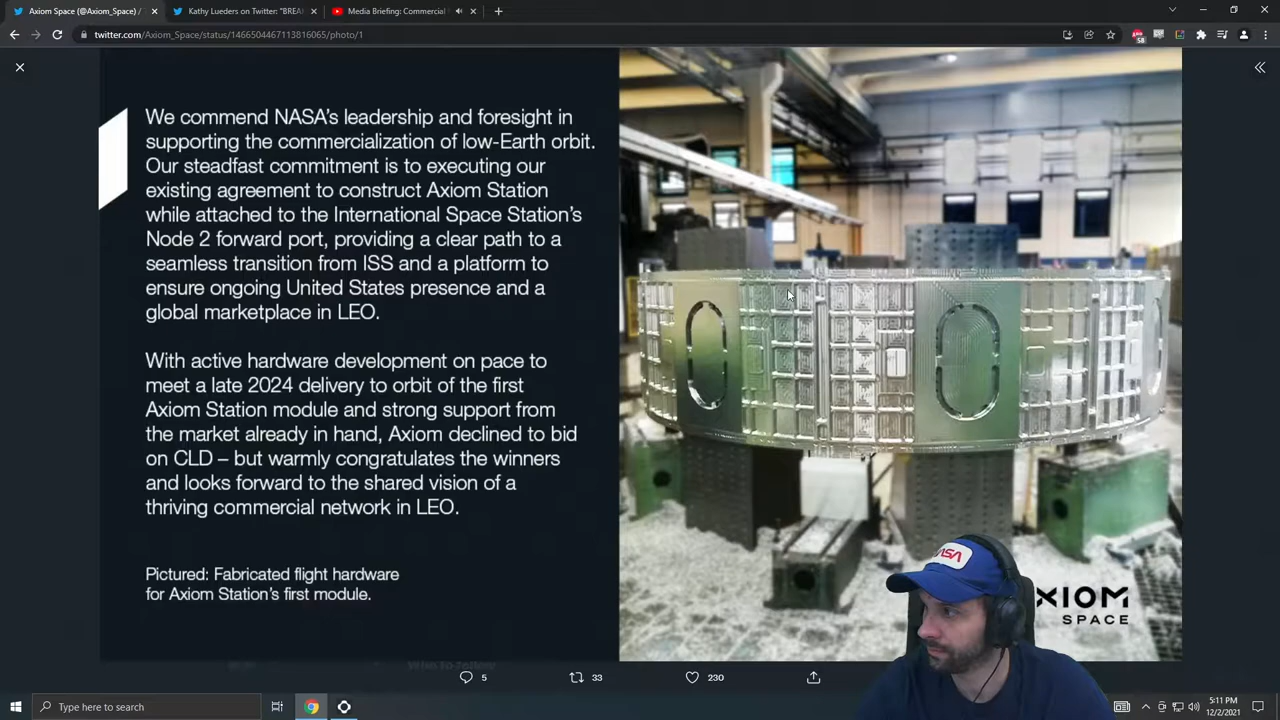 Axiom Space (@Axiom_Space) /
Kathy Lueders on Twitter: "BREA
Media Briefing: Commercial
twitter.com/Axiom_Space/status/1466504467113816065/photo/1
58
We commend NASA's leadership and foresight in
supporting the commercialization of low-Earth orbit.
Our steadfast commitment is to executing our
existing agreement to construct Axiom Station
while attached to the International Space Station's
Node 2 forward port, providing a clear path to a
seamless transition from ISS and a platform to
ensure ongoing United States presence and a
global marketplace in LEO.
With active hardware development on pace to
meet a late 2024 delivery to orbit of the first
Axiom Station module and strong support from
the market already in hand, Axiom declined to bid
on CLD – but warmly congratulates the winners
and looks forward to the shared vision of a
thriving commercial network in LEO.
Pictured: Fabricated flight hardware
for Axiom Station's first module.
NASA
XIOM
SPACE
5
33
230
Type here to search
5:11 PM
12/2/2021